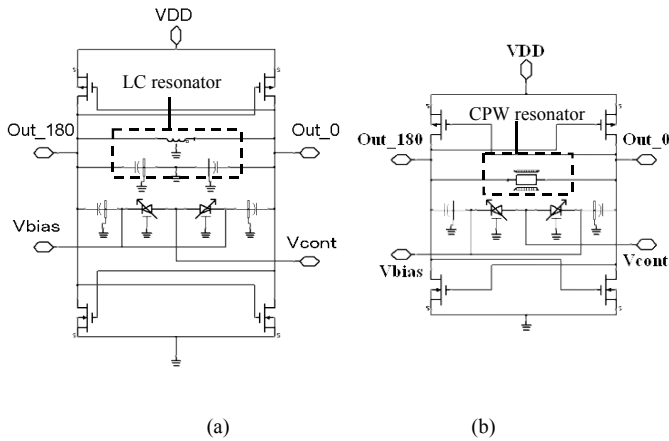 VDD
LC resonator
Out_180
Out_0
Vbias
Vcont
(a)
VDD
CPW resonator
Out_180
Out_0
Vbias
Vcont
(b)